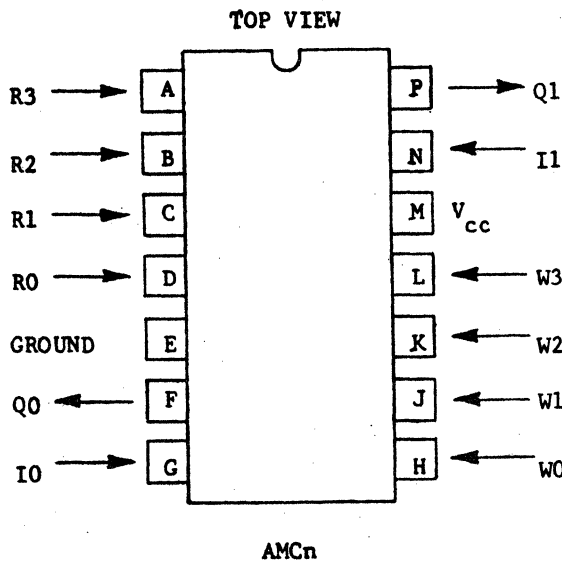 TOP VIEW
R3 A P Q1
R2 B N I1
R1 C M Vcc
R0 D L W3
GROUND E K W2
Q0 F J W1
I0 G H W0
AMCn